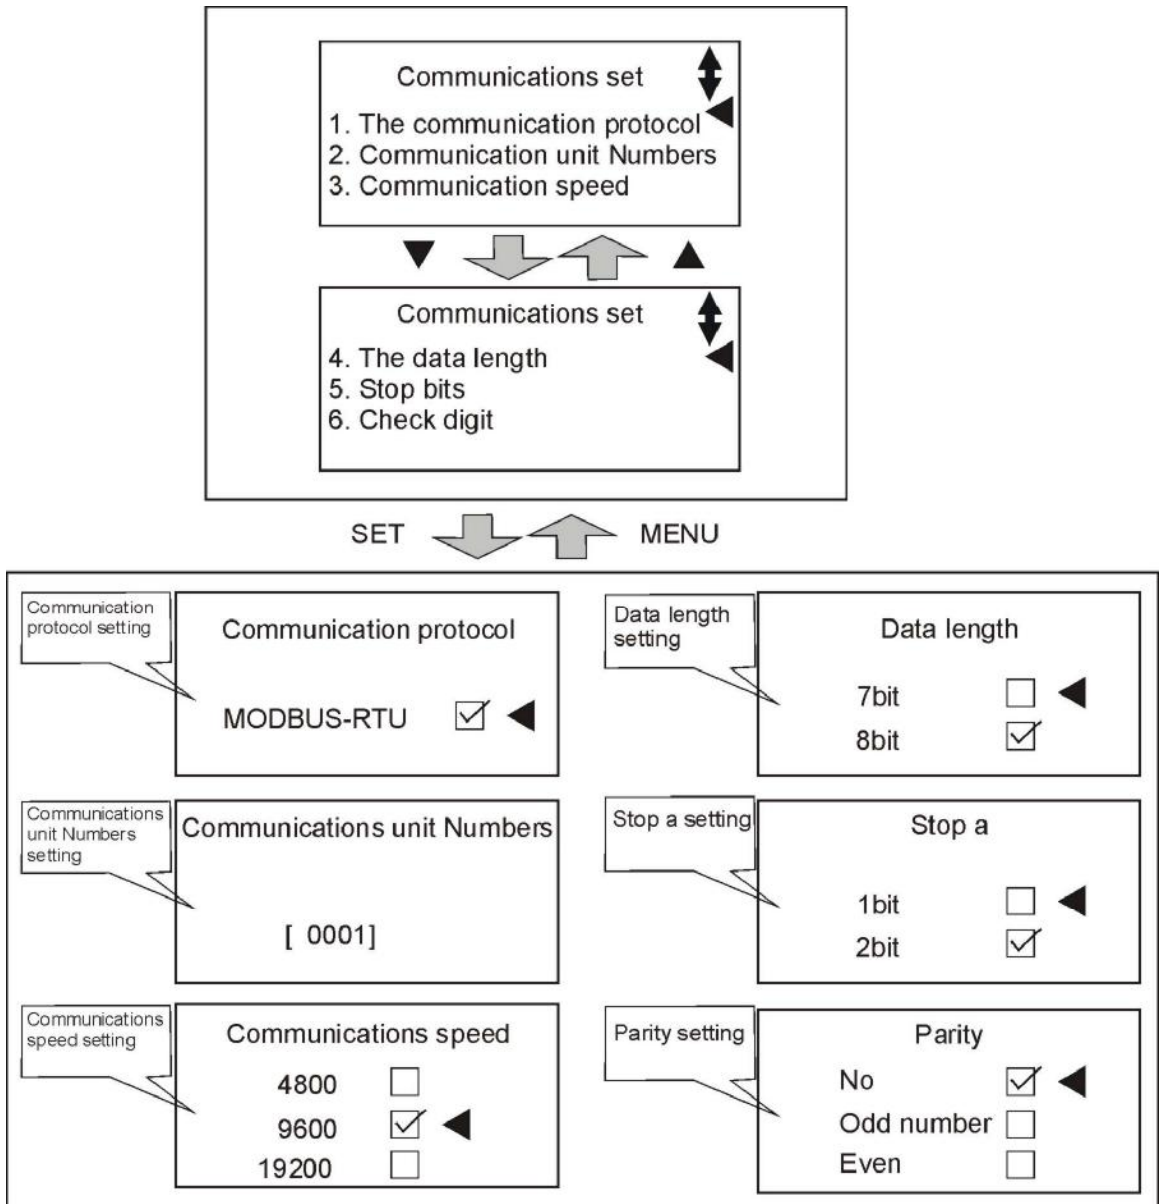 Communications set
1. The communication protocol
2. Communication unit Numbers
3. Communication speed
Communications set
4. The data length
5. Stop bits
6. Check digit
SET
MENU
Communication
protocol setting
Communication protocol
MODBUS-RTU
Communications
unit Numbers
setting
Communications unit Numbers
[ 0001]
Communications
speed setting
Communications speed
4800
9600
19200
Data length
setting
Data length
7bit
8bit
Stop a setting
Stop a
1bit
2bit
Parity setting
Parity
No
Odd number
Even